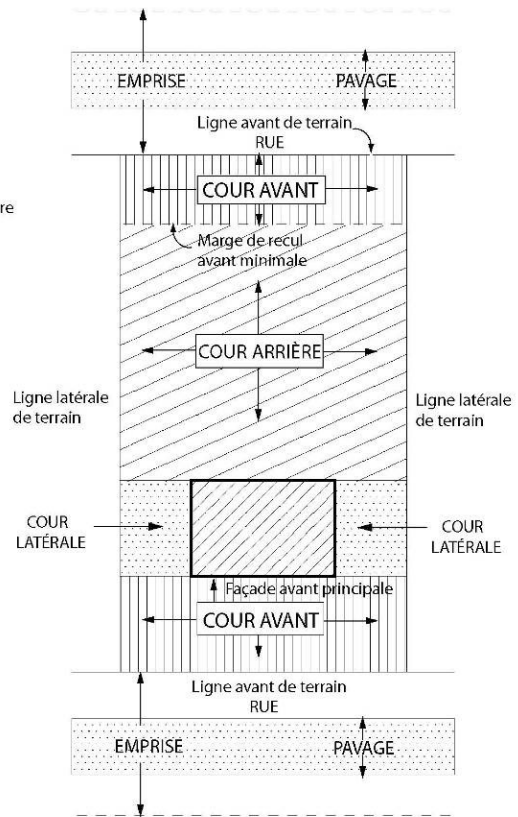 EMPRISE
PAVAGE
Ligne avant de terrain
RUE
COUR AVANT
re
Marge de recul
avant minimale
COUR ARRIÈRE
Ligne latérale
de terrain
Ligne latérale
de terrain
COUR
LATÉRALE
COUR
LATÉRALE
Façade avant principale
COUR AVANT
Ligne avant de terrain
RUE
EMPRISE
PAVAGE